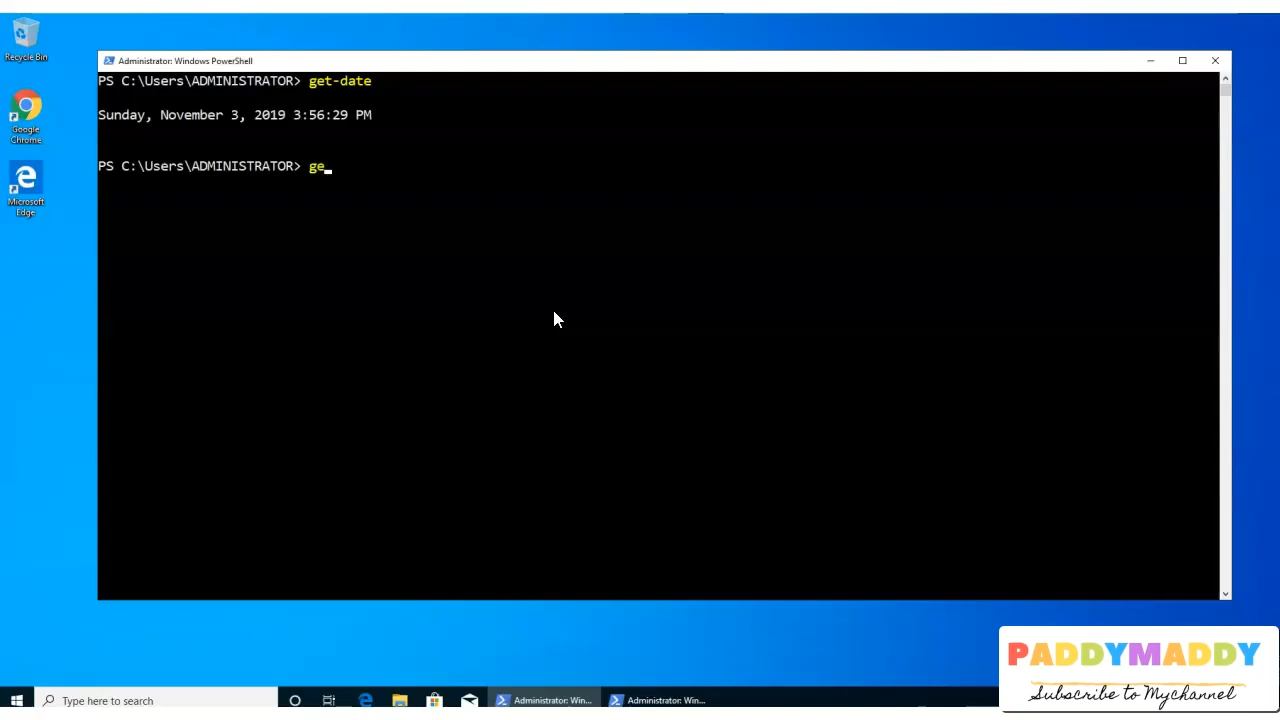 Recycle Bin
Google
Chrome
Microsoft
Edge
Administrator: Windows PowerShell
PS C:\Users\ADMINISTRATOR> get-date
Sunday, November 3, 2019 3:56:29 PM
PS C:\Users\ADMINISTRATOR> ge_
PADDYMADDY
Subscribe to Mychannel
Type here to search
Administrator: Win...
Administrator: Win...